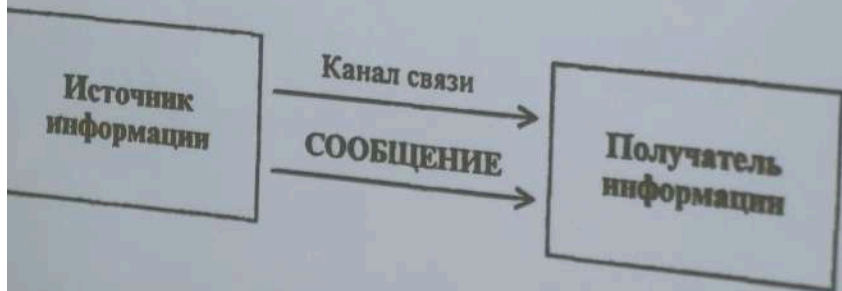 Источник
информации
Канал связи
СООБЩЕНИЕ
Получатель
информации